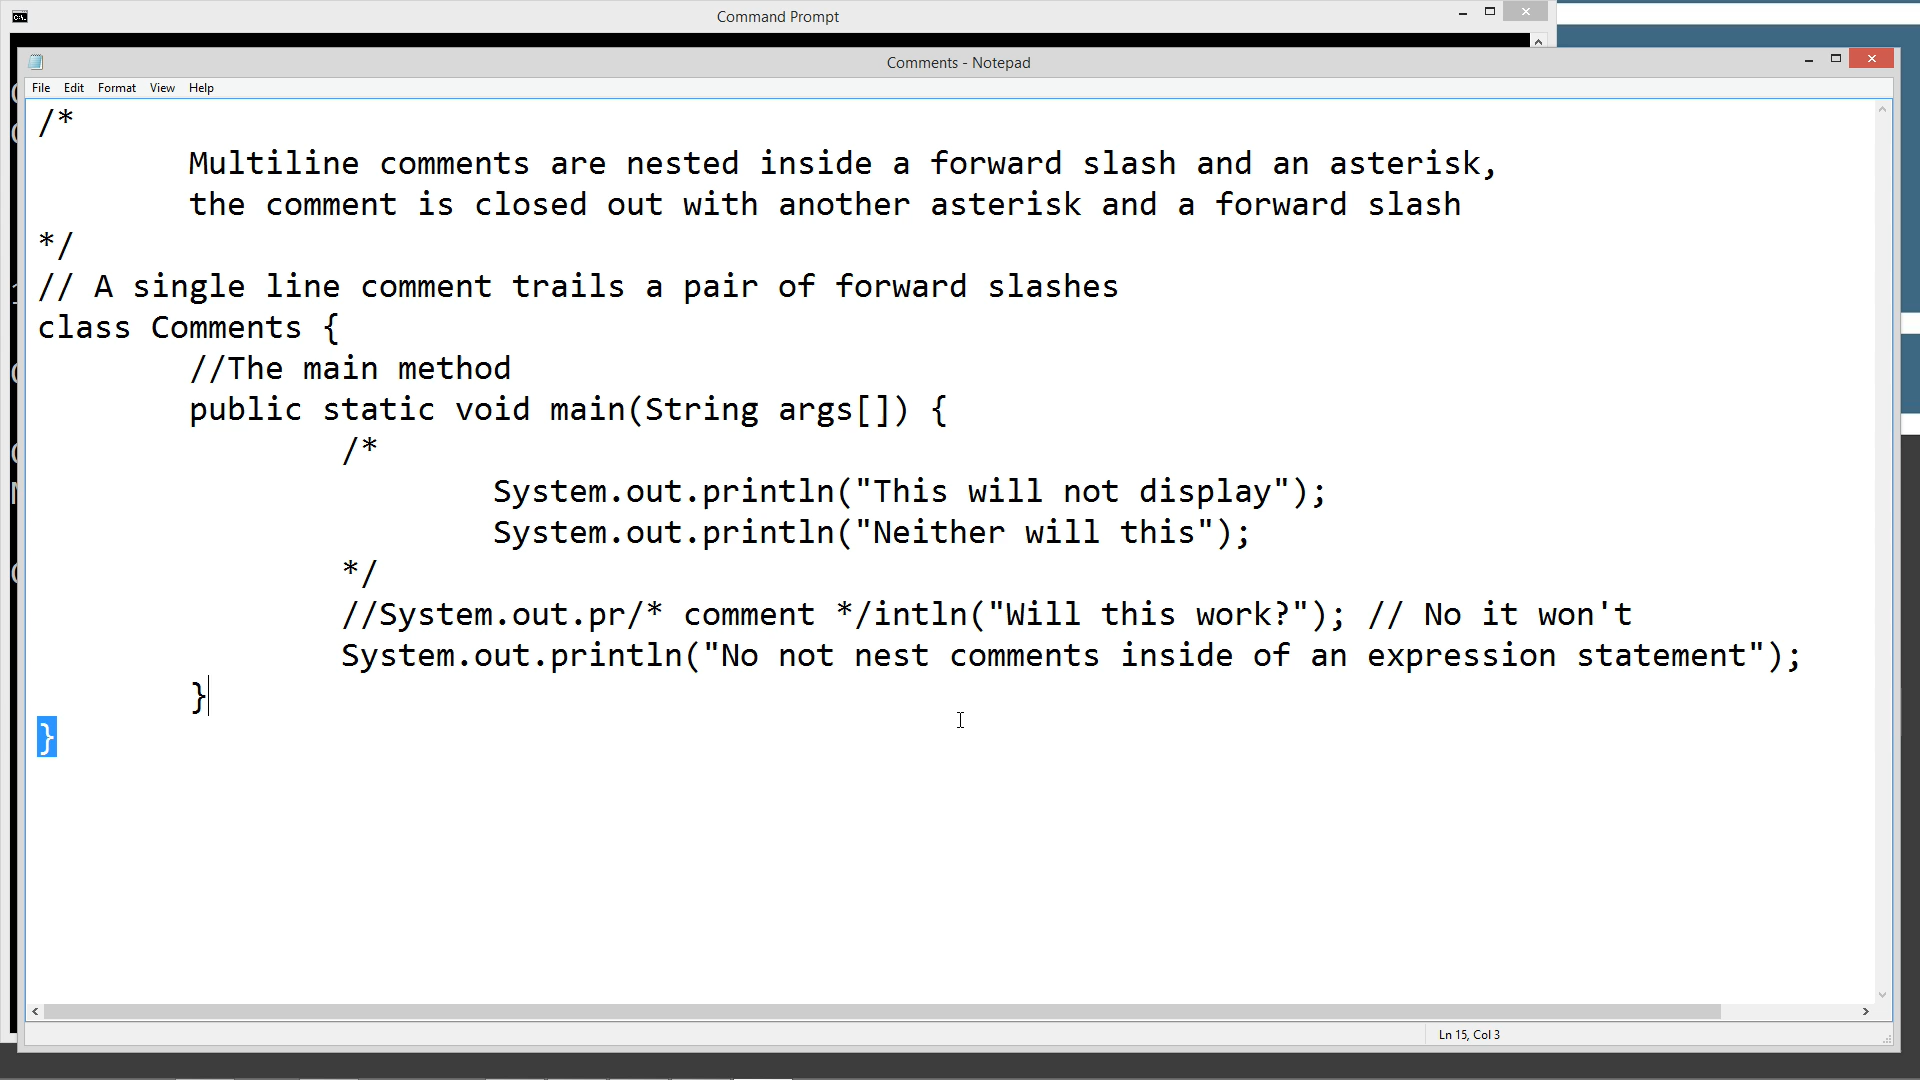 Command Prompt
Comments - Notepad
File Edit Format View Help
/*
Multiline comments are nested inside a forward slash and an asterisk,
the comment is closed out with another asterisk and a forward slash
*/
// A single line comment trails a pair of forward slashes
class Comments {
//The main method
public static void main(String args[]) {
/*
System.out.println("This will not display");
System.out.println("Neither will this");
*/
//System.out.pr/* comment */intln("Will this work?"); // No it won't
System.out.println("No not nest comments inside of an expression statement");
}
}
Ln 15, Col 3